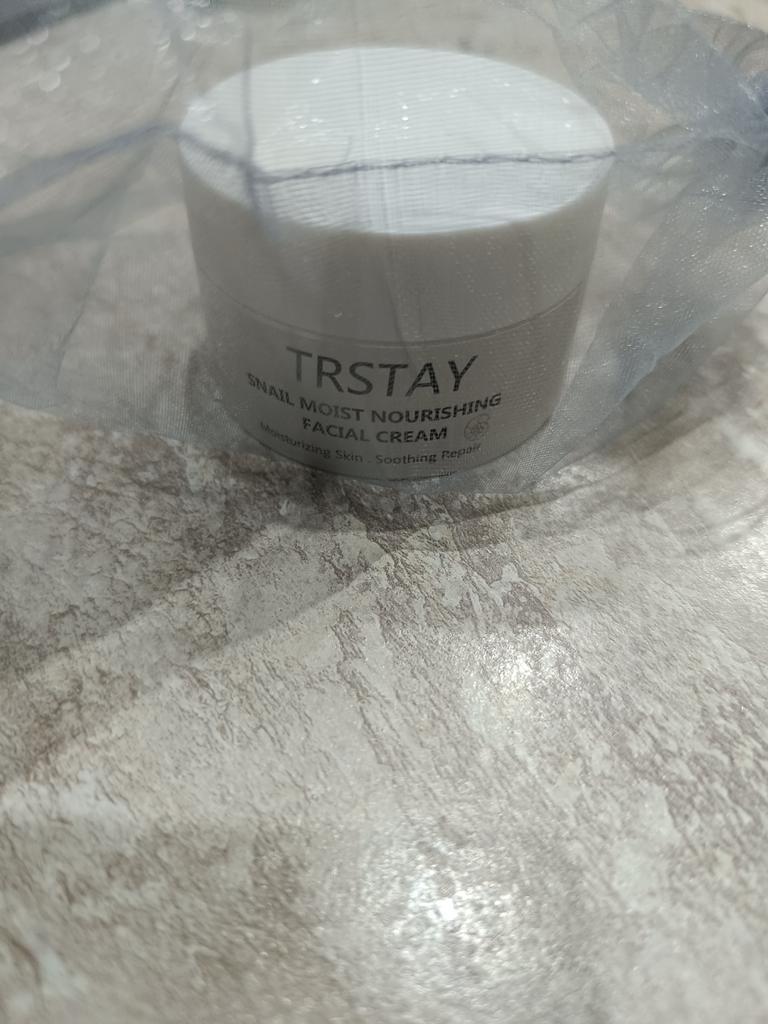 TRSTAY
SNAIL MOIST NOURISHING
FACIAL CREAM
Moisturizing Skin . Soothing Repair